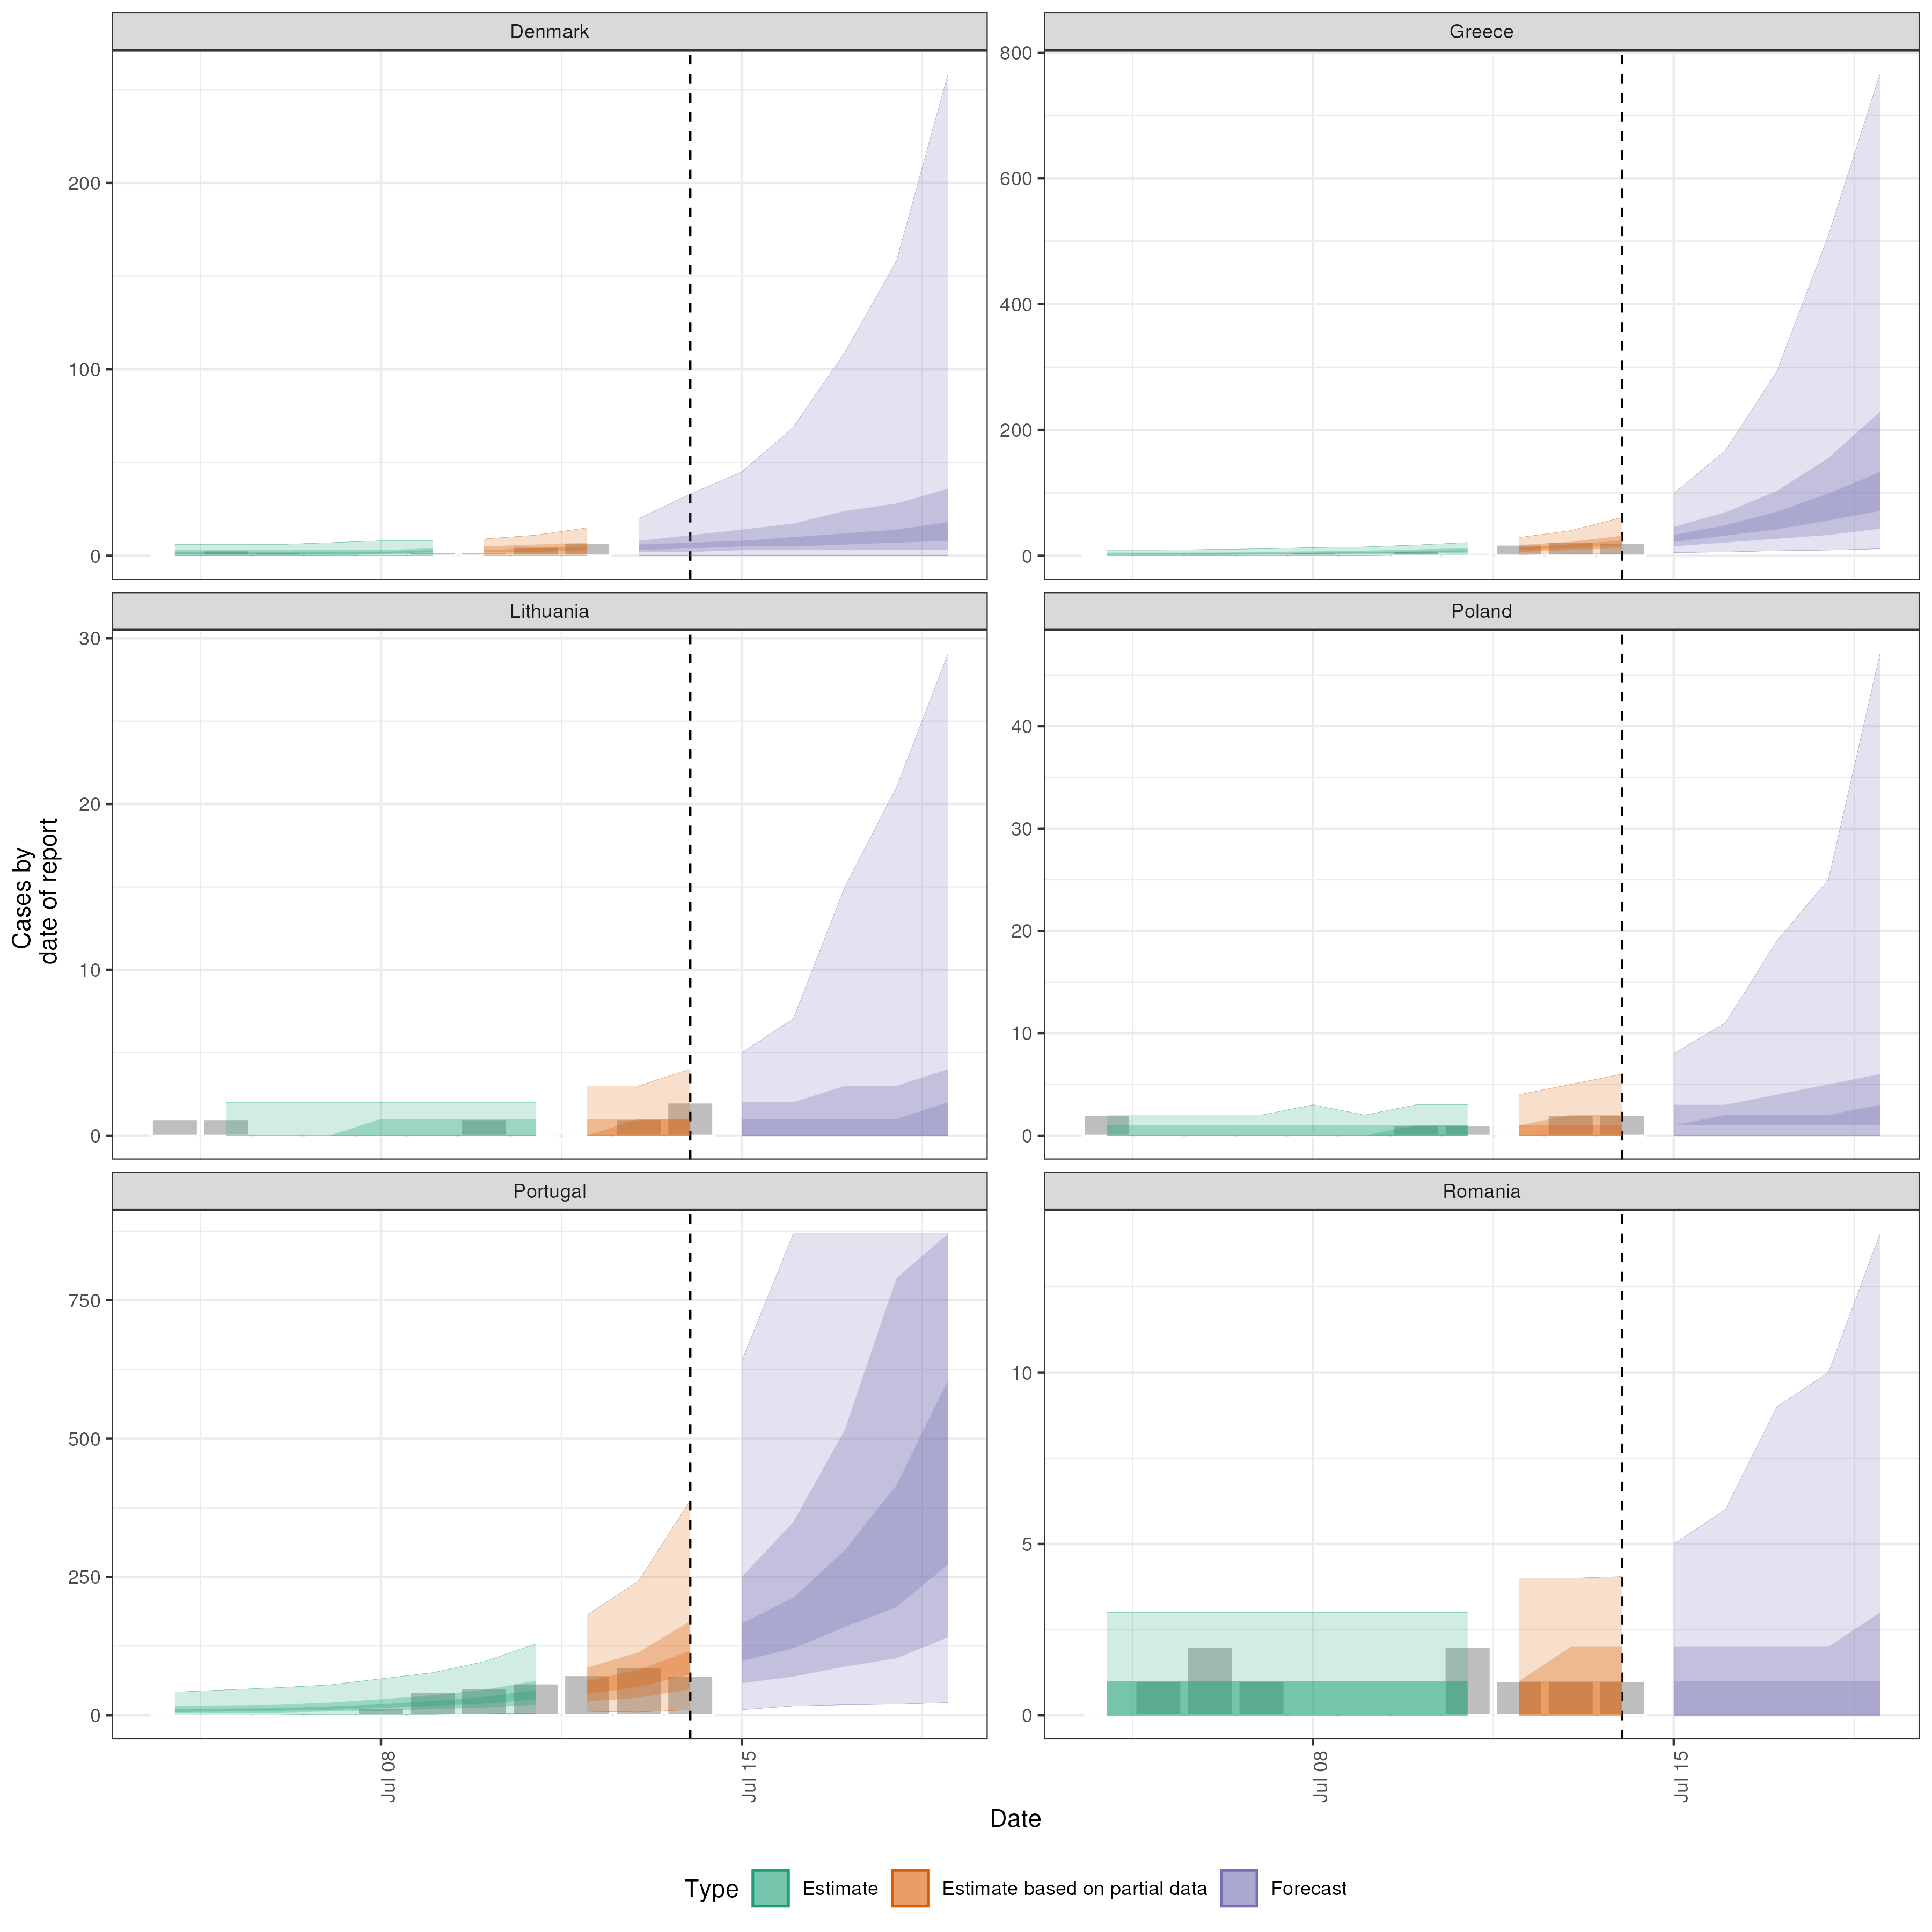 Denmark
Greece
200
100
0
800
600
400
200
0
Lithuania
Poland
30
20
10
0
40
30
20
10
0
Cases by
date of report
Portugal
Romania
750
500
250
0
10
5
0
Jul 08
Jul 15
Jul 08
Jul 15
Date
Type Estimate Estimate based on partial data Forecast